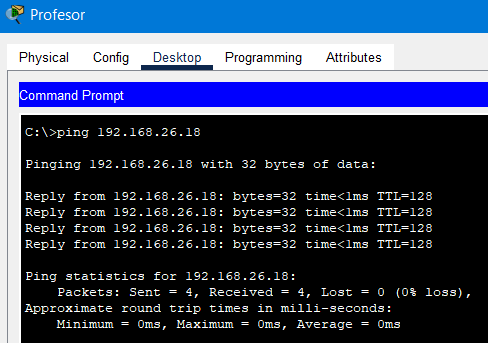 Profesor
Physical Config Desktop Programming Attributes
Command Prompt
C:\>ping 192.168.26.18
Pinging 192.168.26.18 with 32 bytes of data:
Reply from 192.168.26.18: bytes=32 time<1ms TTL=128
Reply from 192.168.26.18: bytes=32 time<1ms TTL=128
Reply from 192.168.26.18: bytes=32 time<1ms TTL=128
Reply from 192.168.26.18: bytes=32 time<1ms TTL=128
Ping statistics for 192.168.26.18:
    Packets: Sent = 4, Received = 4, Lost = 0 (0% loss),
Approximate round trip times in milli-seconds:
    Minimum = 0ms, Maximum = 0ms, Average = 0ms